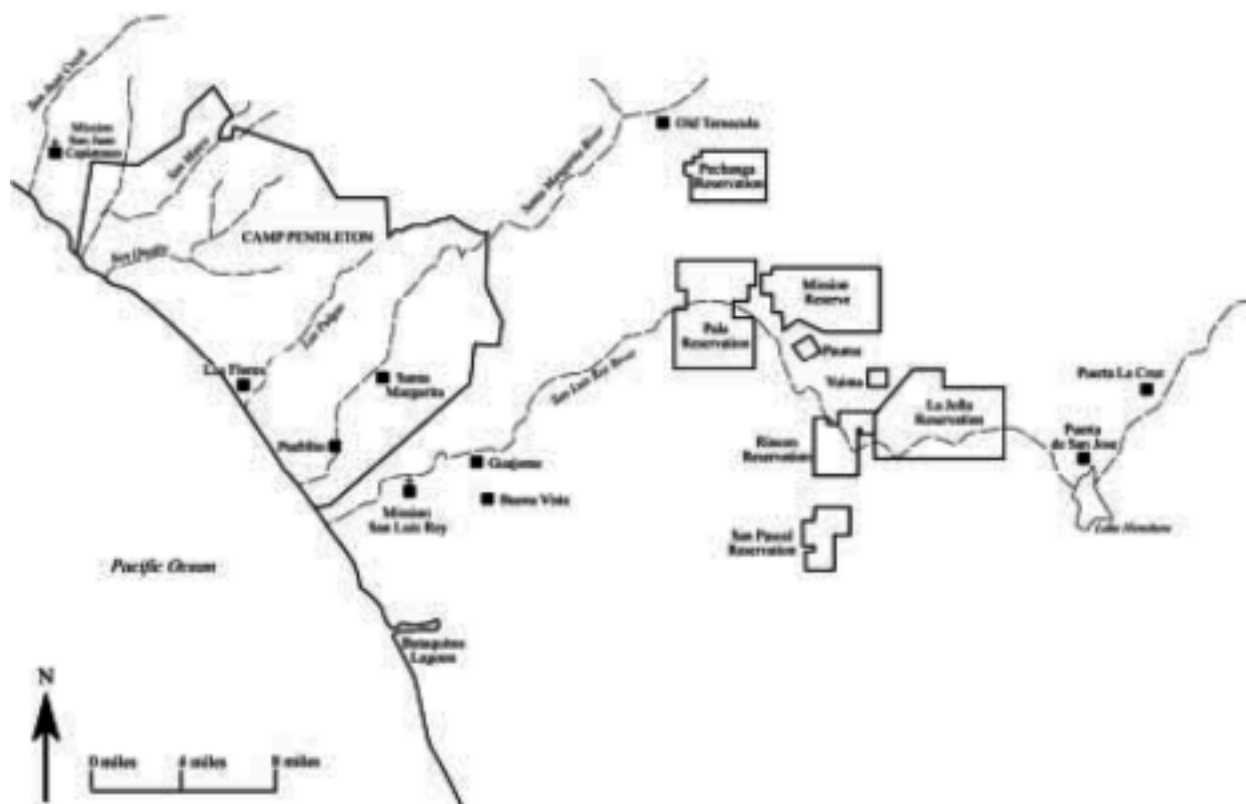 San Juan Creek
Mission
San Juan
Capistrano
San Mateo
Old Temecula
Santa Margarita River
Pechanga
Reservation
CAMP PENDLETON
San Onofre
Mission
Reserve
Las Pulgas
Pala
Reservation
Pauma
Las Flores
Santa
Margarita
San Luis Rey River
Yuima
Puerta La Cruz
La Jolla
Reservation
Puerta
de San Jose
Rincon
Reservation
Pueblito
Guajome
Buena Vista
Mission
San Luis Rey
San Pascual
Reservation
Lake Henshaw
Pacific Ocean
Batiquitos
Lagoon
N
0 miles
4 miles
8 miles